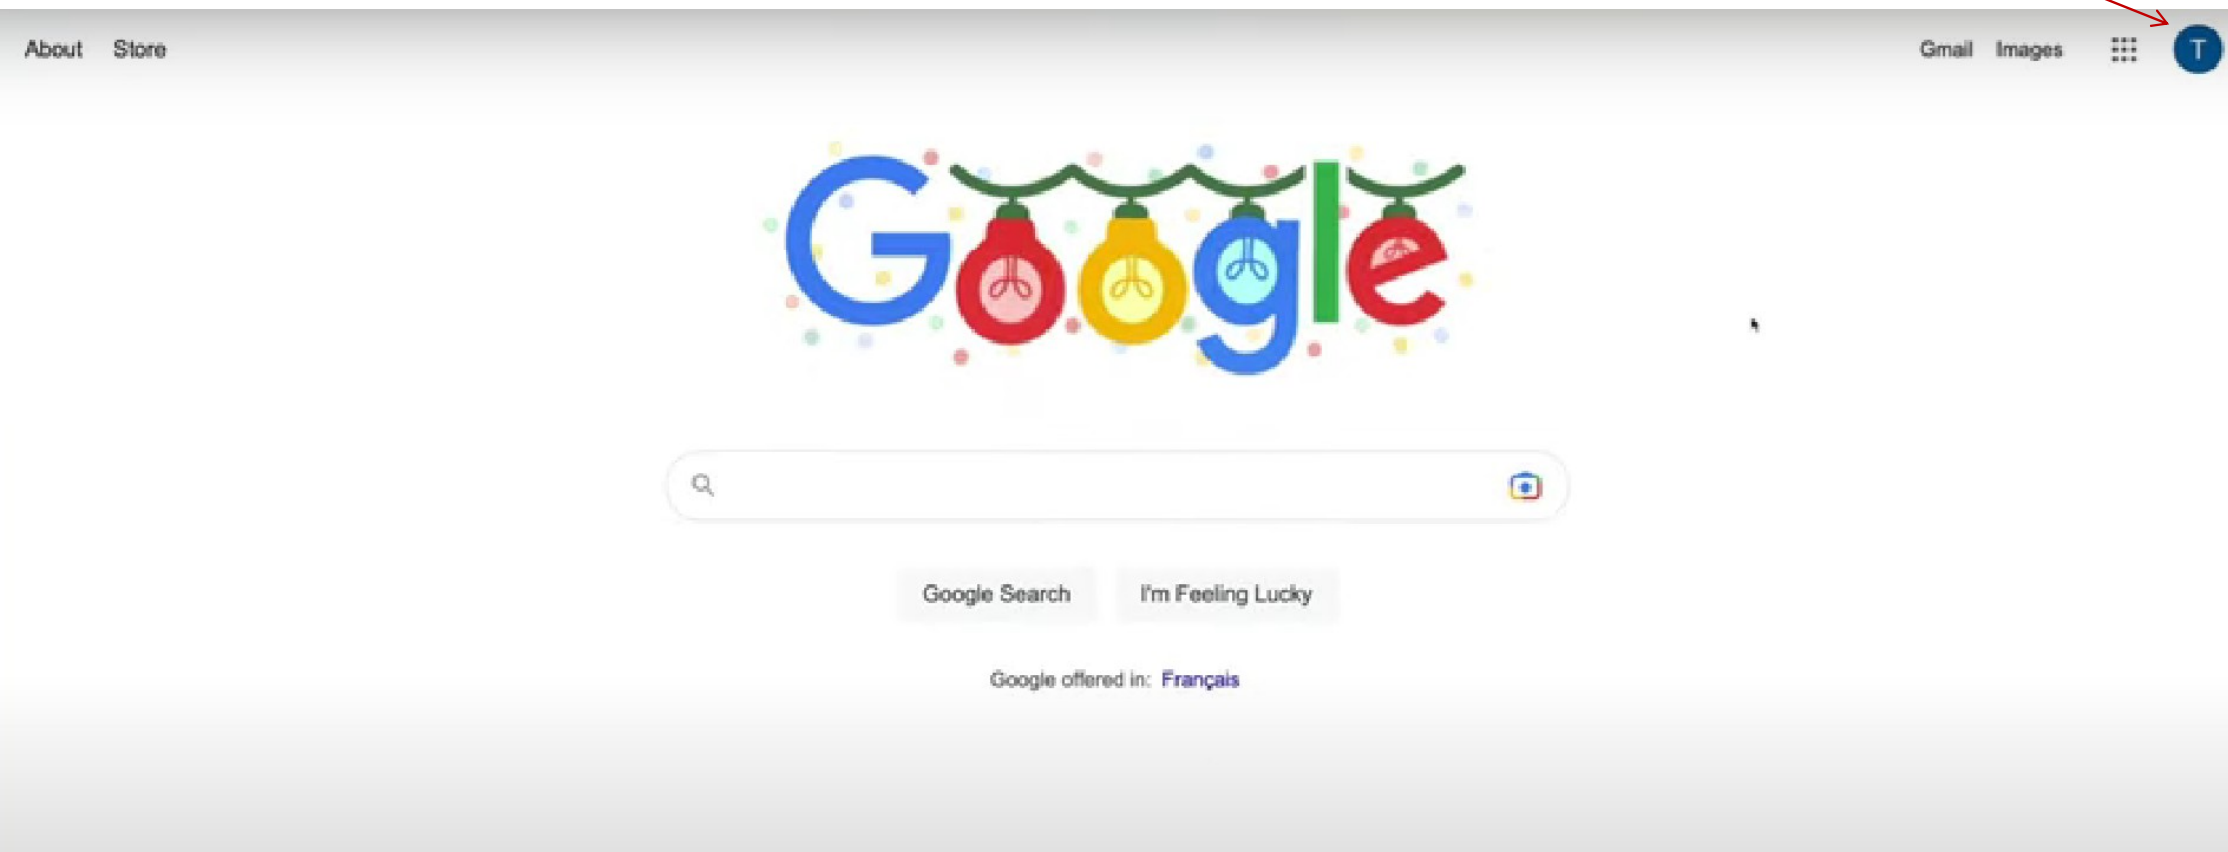 About Store
Gmail Images T
Google
Google Search I'm Feeling Lucky
Google offered in: Français